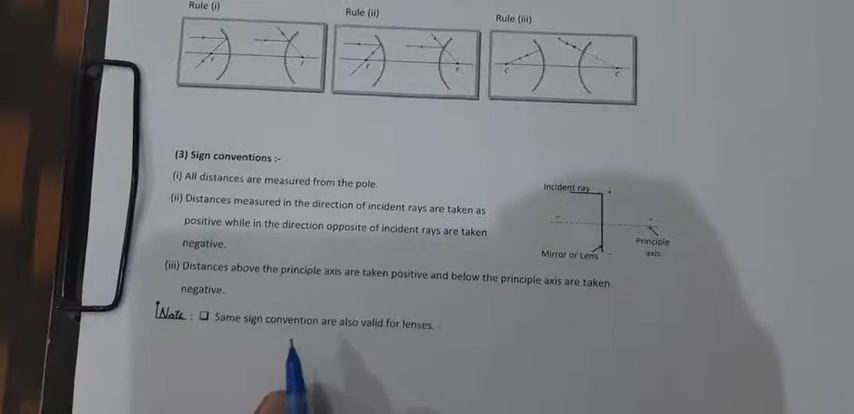 Rule (i)
Rule (ii)
Rule (iii)
F
F
C
C
(3) Sign conventions :-
(i) All distances are measured from the pole.
(ii) Distances measured in the direction of incident rays are taken as
positive while in the direction opposite of incident rays are taken
negative.
Incident ray
+
-
+
Mirror or Lens
-
Principle
axis
(iii) Distances above the principle axis are taken positive and below the principle axis are taken
negative.
Note : ❑ Same sign convention are also valid for lenses.